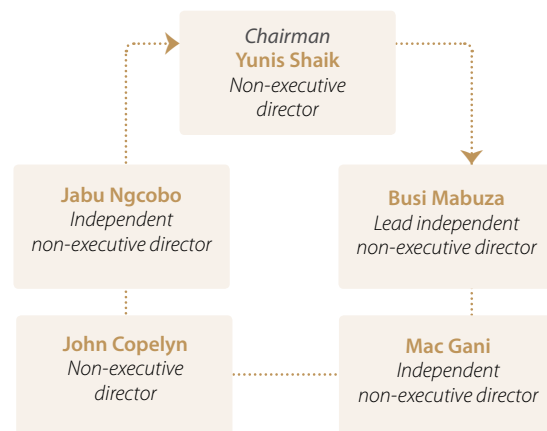 Chairman
Yunis Shaik
Non-executive
director
Jabu Ngcobo
Independent
non-executive director
Busi Mabuza
Lead independent
non-executive director
John Copelyn
Non-executive
director
Mac Gani
Independent
non-executive director